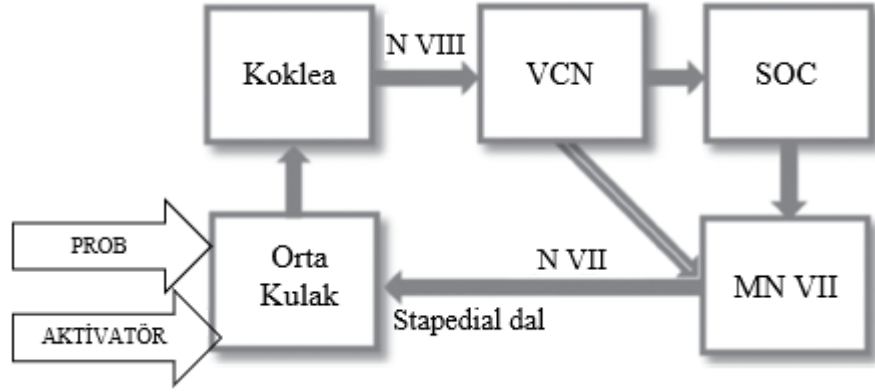 N VIII
Koklea
VCN
SOC
PROB
Orta
Kulak
N VII
MN VII
AKTİVATÖR
Stapedial dal